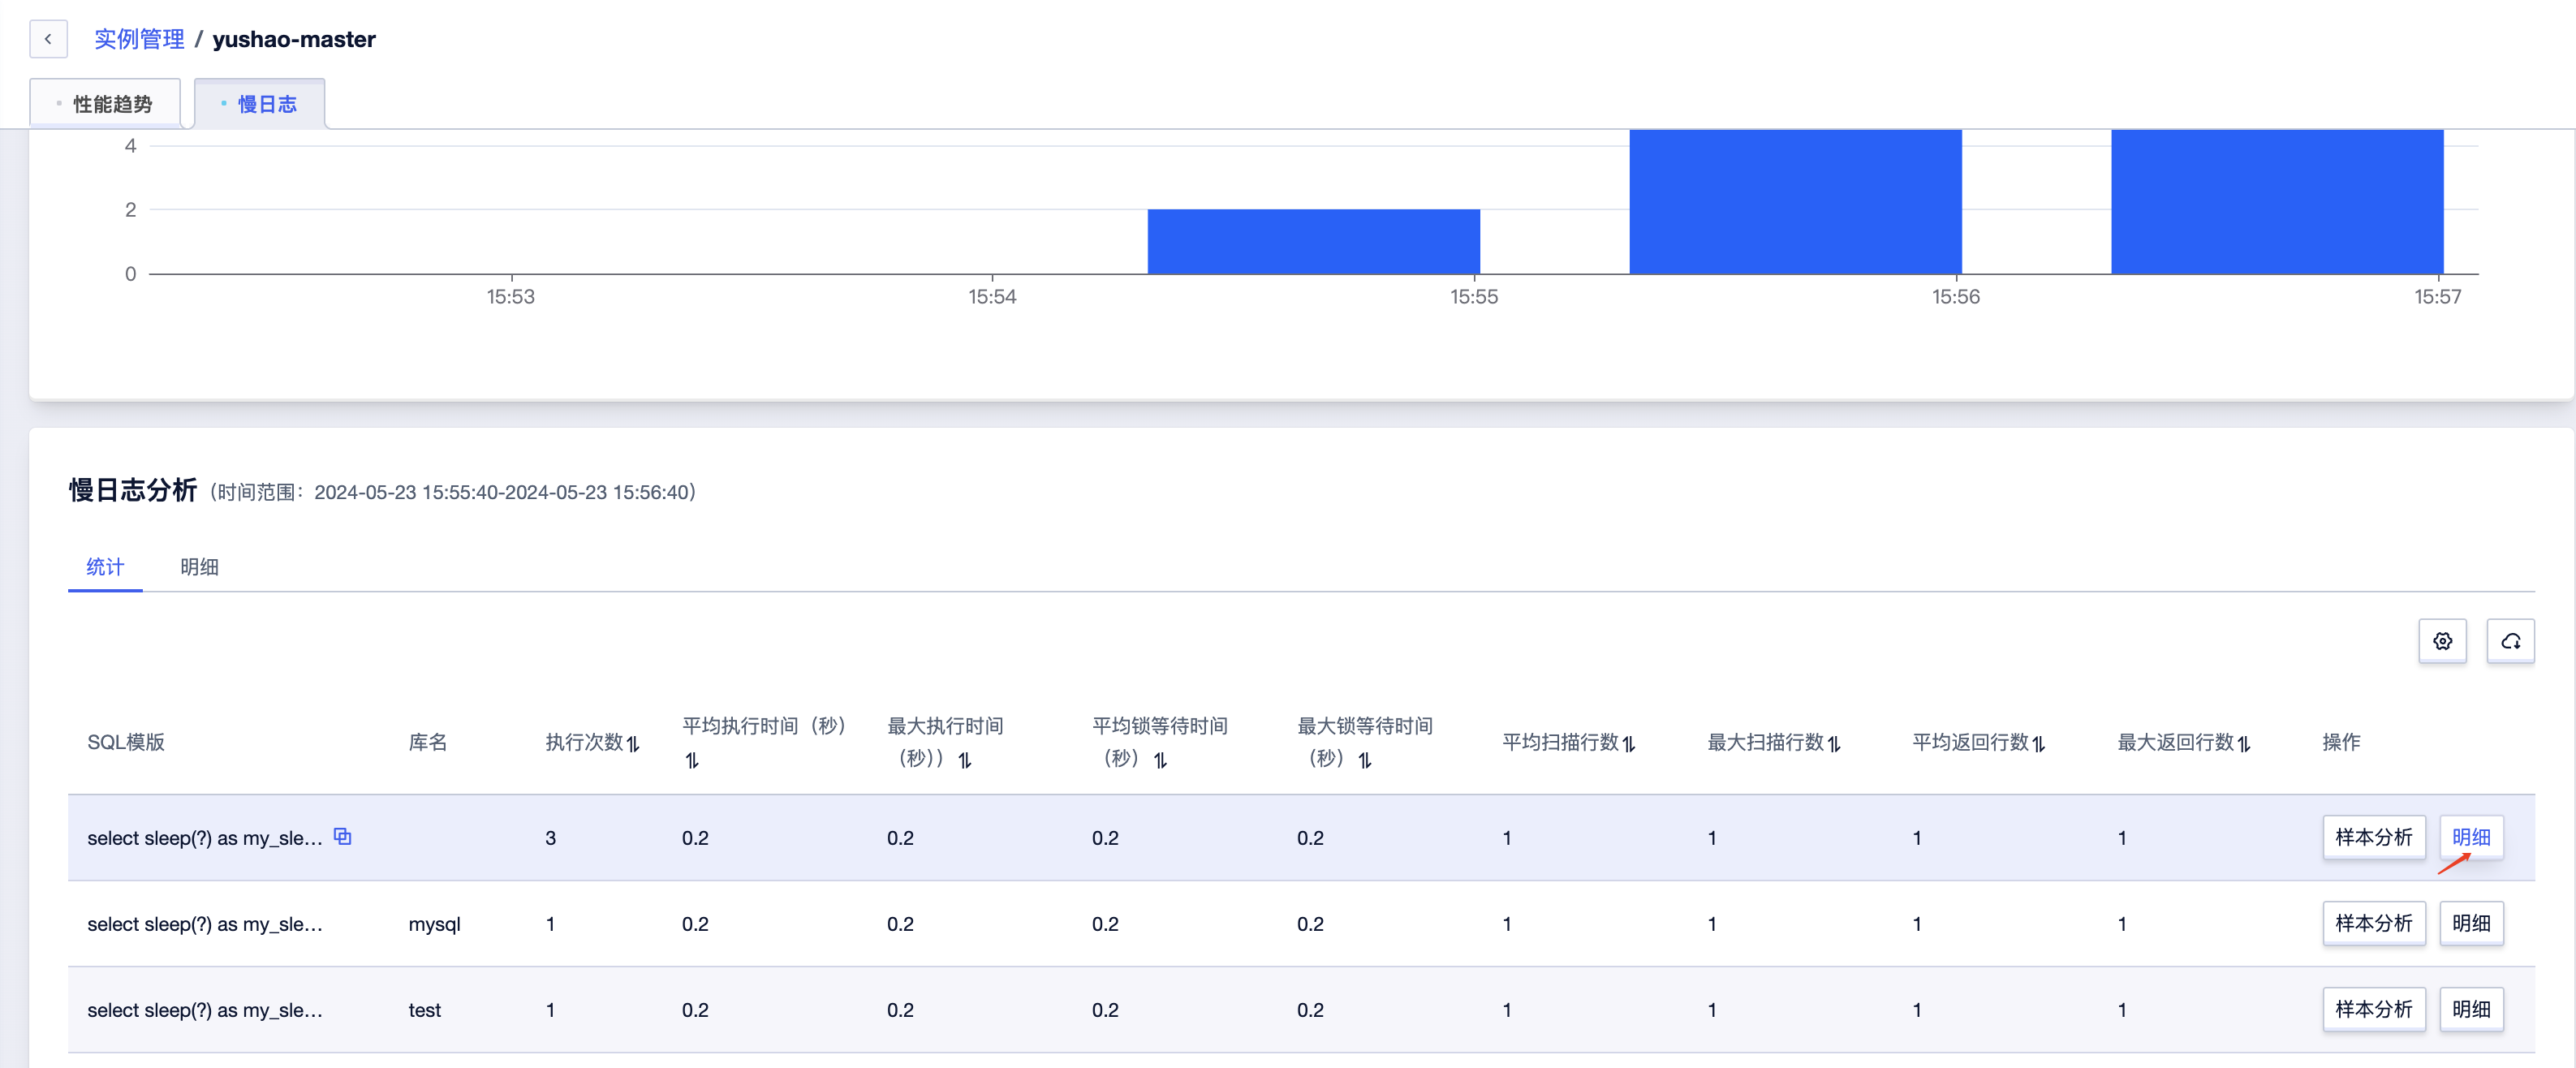 实例管理 / yushao-master
性能趋势 慢日志
4
2
0
15:53 15:54 15:55 15:56 15:57
慢日志分析 (时间范围：2024-05-23 15:55:40-2024-05-23 15:56:40)
统计 明细
SQL模版 库名 执行次数 平均执行时间（秒） 最大执行时间（秒）） 平均锁等待时间（秒） 最大锁等待时间（秒） 平均扫描行数 最大扫描行数 平均返回行数 最大返回行数 操作
select sleep(?) as my_sle... 3 0.2 0.2 0.2 0.2 1 1 1 1 样本分析 明细
select sleep(?) as my_sle... mysql 1 0.2 0.2 0.2 0.2 1 1 1 1 样本分析 明细
select sleep(?) as my_sle... test 1 0.2 0.2 0.2 0.2 1 1 1 1 样本分析 明细